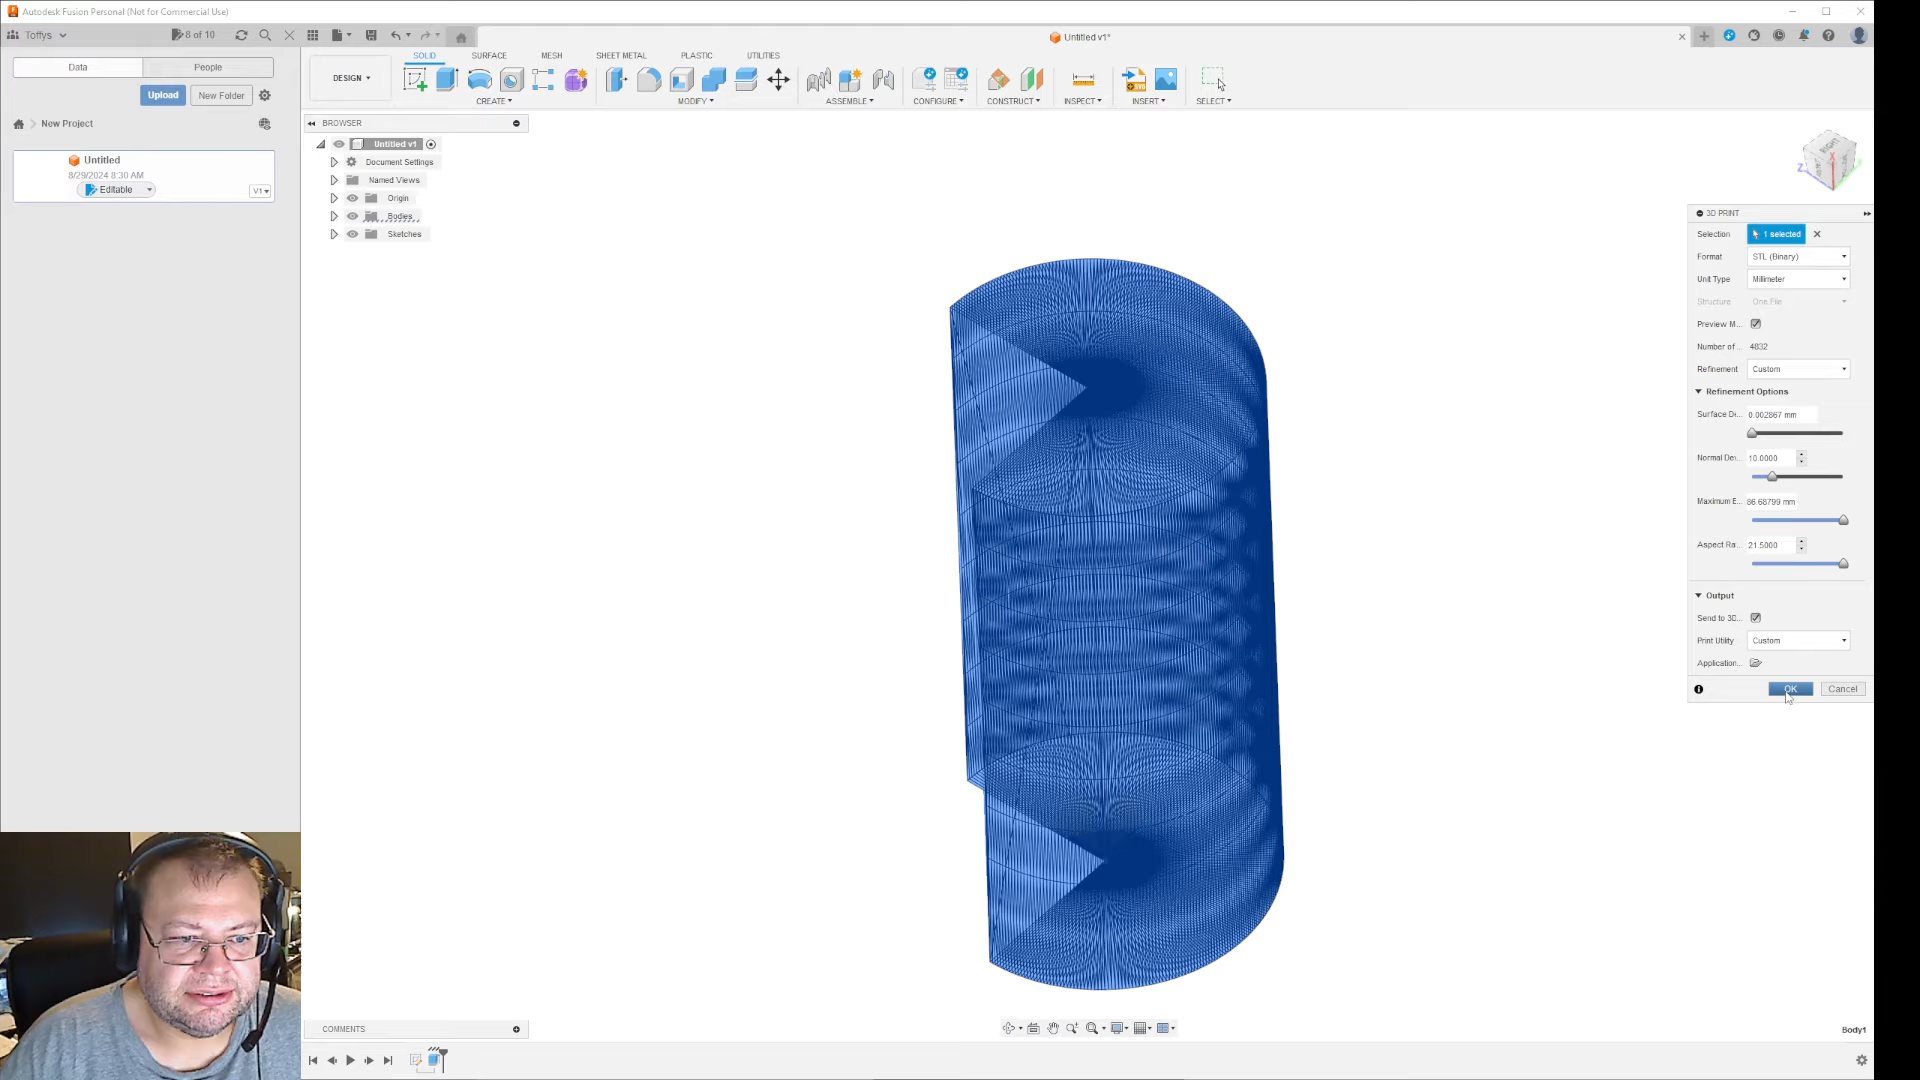 Autodesk Fusion Personal (Not for Commercial Use)
Toffys
8 of 10
Untitled v1*
Data
People
Upload
New Folder
New Project
Untitled
8/29/2024 8:30 AM
Editable
V1
DESIGN
SOLID
SURFACE
MESH
SHEET METAL
PLASTIC
UTILITIES
CREATE
MODIFY
ASSEMBLE
CONFIGURE
CONSTRUCT
INSPECT
INSERT
SELECT
BROWSER
Untitled v1
Document Settings
Named Views
Origin
Bodies
Sketches
RIGHT
Z
X
3D PRINT
Selection
1 selected
Format
STL (Binary)
Unit Type
Millimeter
Structure
One File
Preview M...
Number of ...
4832
Refinement
Custom
Refinement Options
Surface De...
0.002867 mm
Normal Dev...
10.0000
Maximum E...
86.68799 mm
Aspect Ra...
21.5000
Output
Send to 3D...
Print Utility
Custom
Application...
OK
Cancel
COMMENTS
Body1